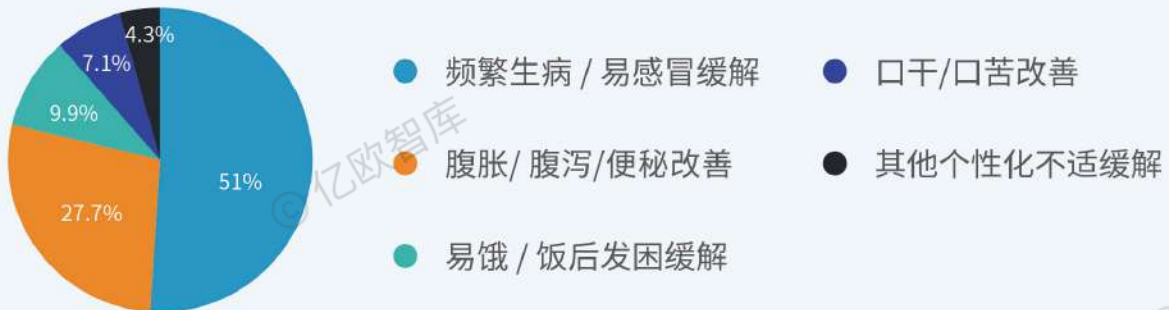 4.3%
7.1%
9.9%
51%
27.7%
频繁生病 / 易感冒缓解
口干/口苦改善
腹胀/ 腹泻/便秘改善
其他个性化不适缓解
易饿 / 饭后发困缓解
© 亿欧智库